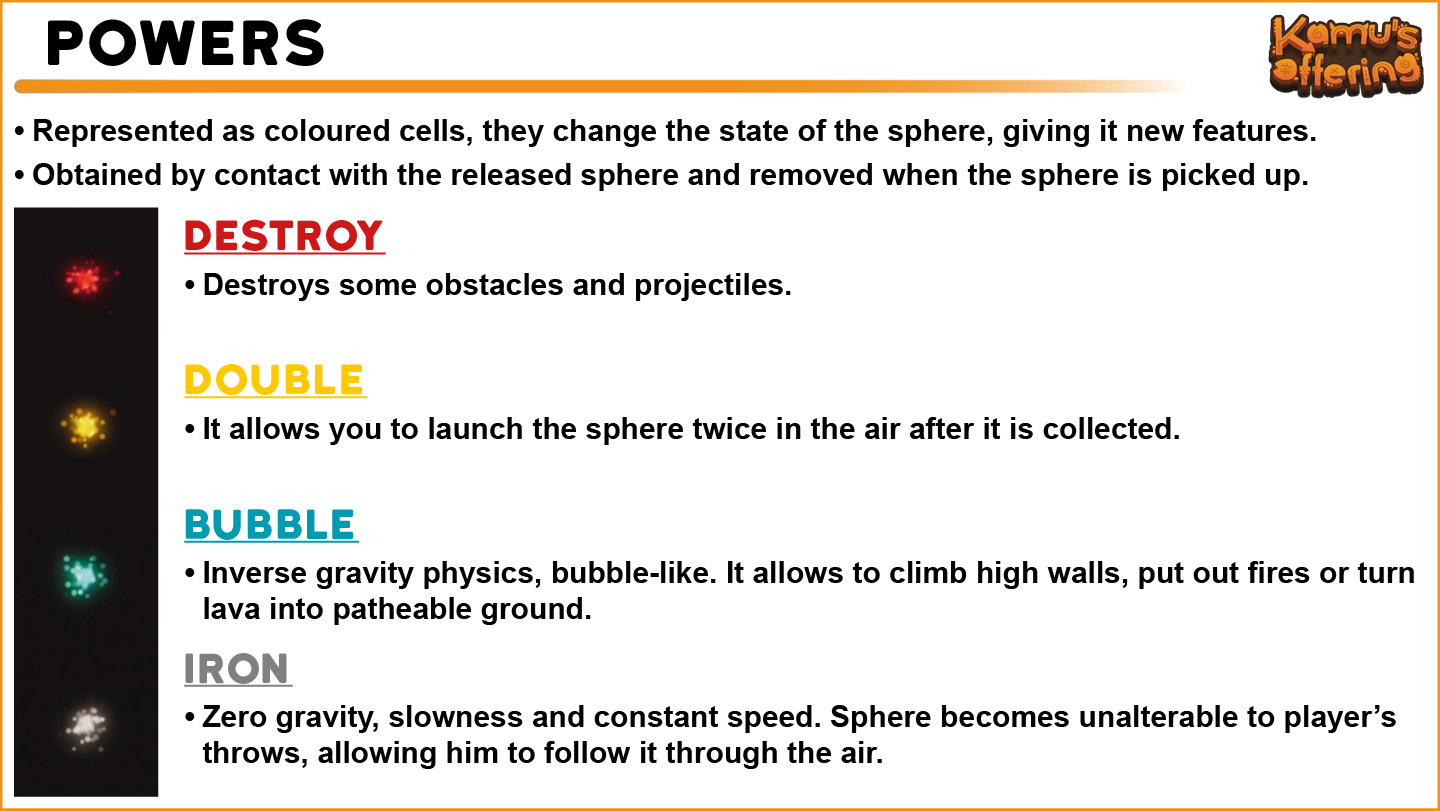 POWERS
Kamu's
Offering
• Represented as coloured cells, they change the state of the sphere, giving it new features.
• Obtained by contact with the released sphere and removed when the sphere is picked up.
DESTROY
• Destroys some obstacles and projectiles.
DOUBLE
• It allows you to launch the sphere twice in the air after it is collected.
BUBBLE
• Inverse gravity physics, bubble-like. It allows to climb high walls, put out fires or turn
lava into patheable ground.
IRON
• Zero gravity, slowness and constant speed. Sphere becomes unalterable to player’s
throws, allowing him to follow it through the air.